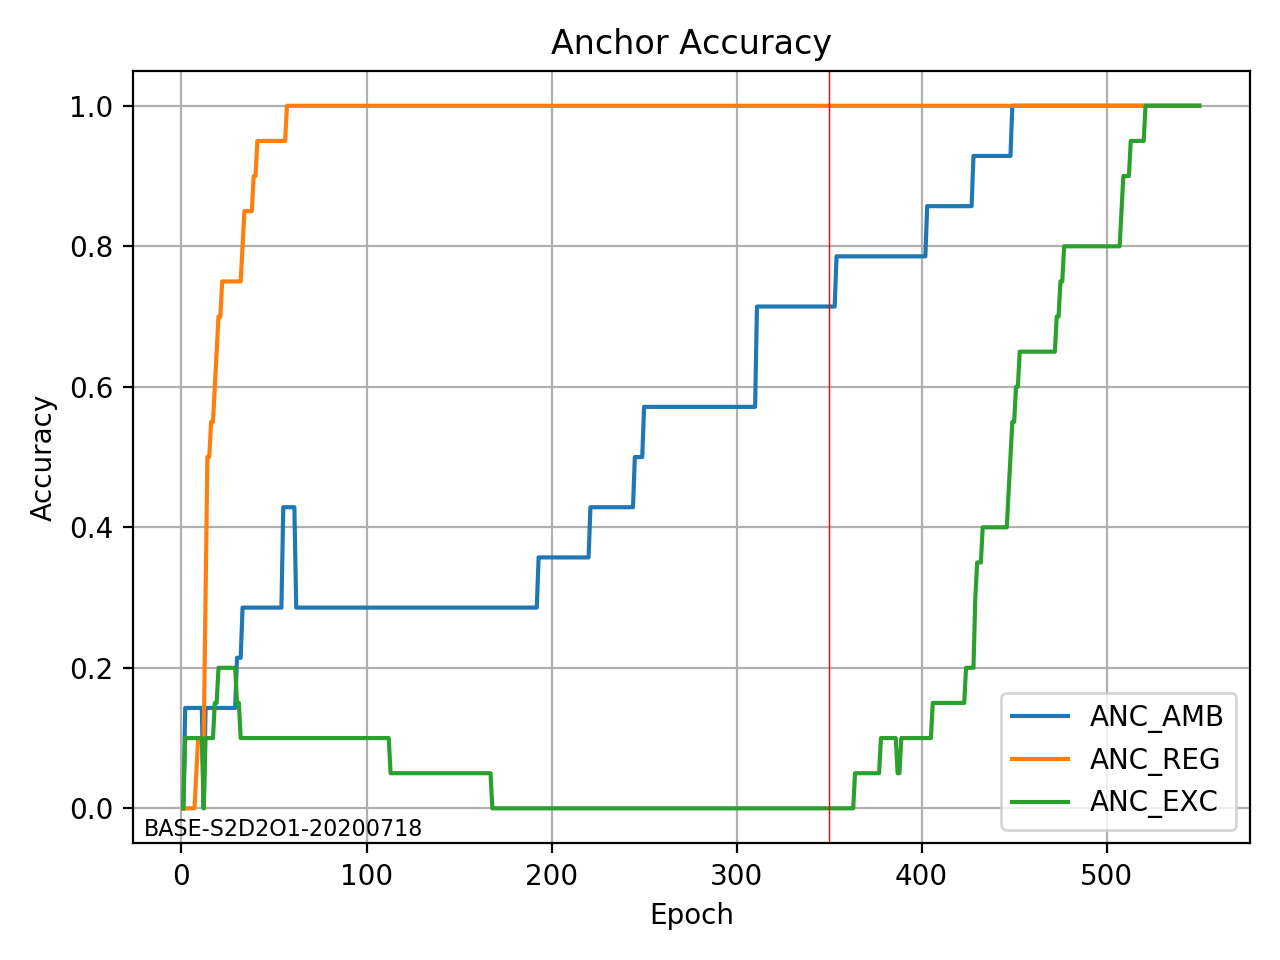 Anchor Accuracy
1.0
0.8
0.6
0.4
0.2
0.0
Accuracy
ANC_AMB
ANC_REG
ANC_EXC
BASE-S2D2O1-20200718
0 100 200 300 400 500
Epoch